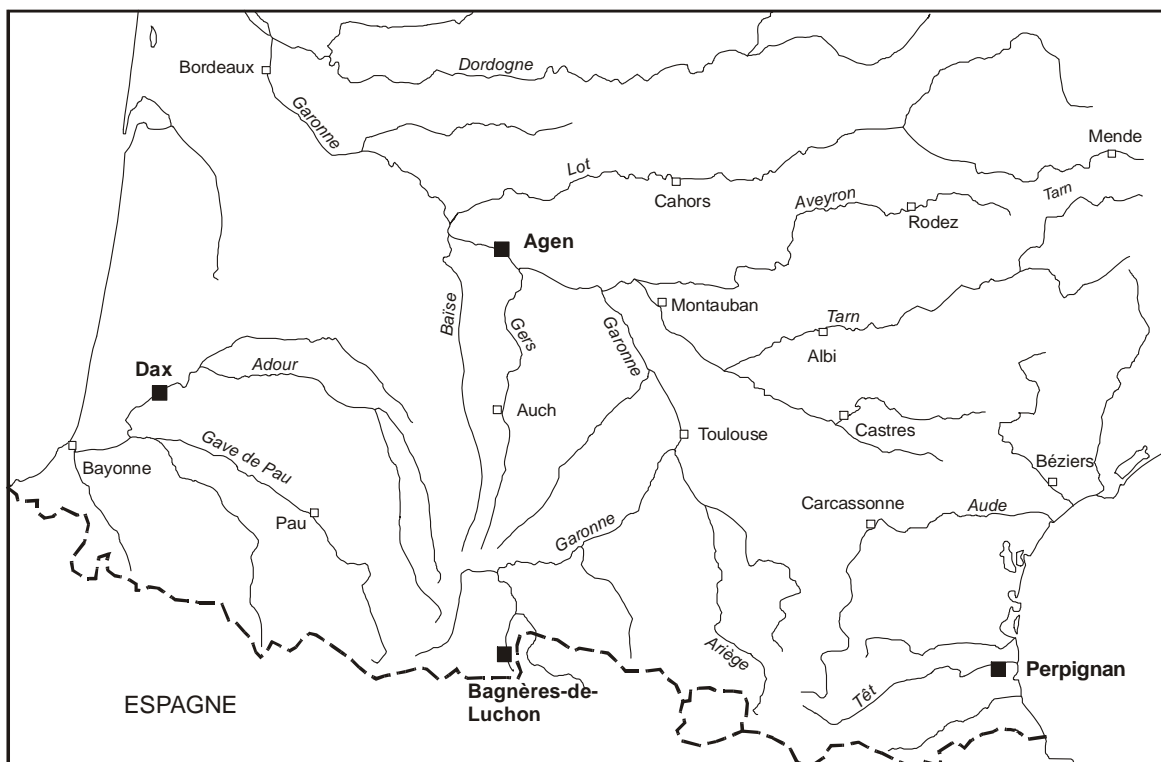 Bordeaux
Dordogne
Garonne
Mende
Lot
Cahors
Aveyron
Tarn
Rodez
Agen
Montauban
Baïse
Gers
Garonne
Tarn
Albi
Dax
Adour
Auch
Toulouse
Castres
Bayonne
Gave de Pau
Béziers
Pau
Carcassonne
Aude
Garonne
Ariège
Perpignan
Têt
Bagnères-de-
Luchon
ESPAGNE